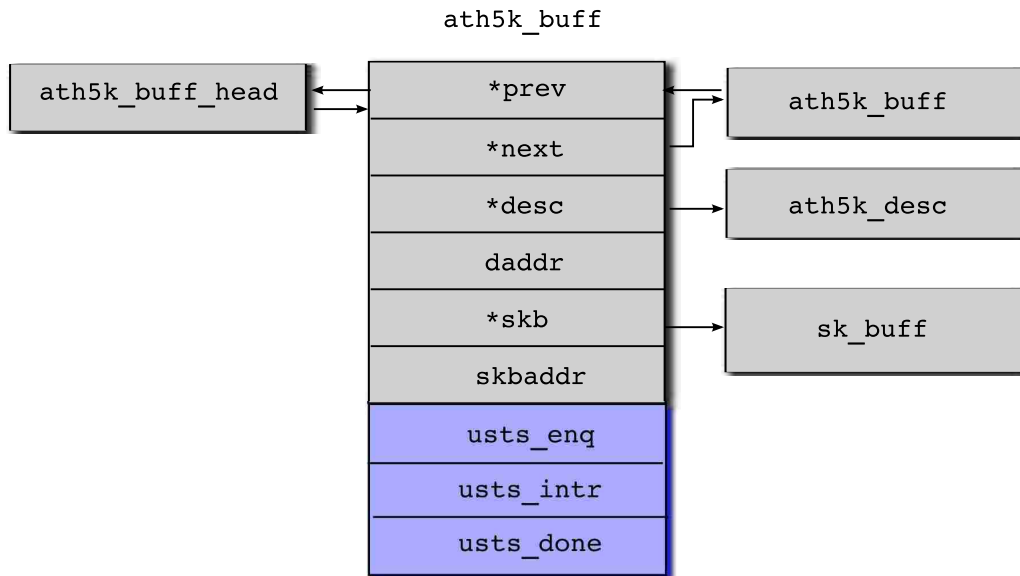 ath5k_buff
ath5k_buff_head
*prev
*next
*desc
daddr
*skb
skbaddr
usts_enq
usts_intr
usts_done
ath5k_buff
ath5k_desc
sk_buff